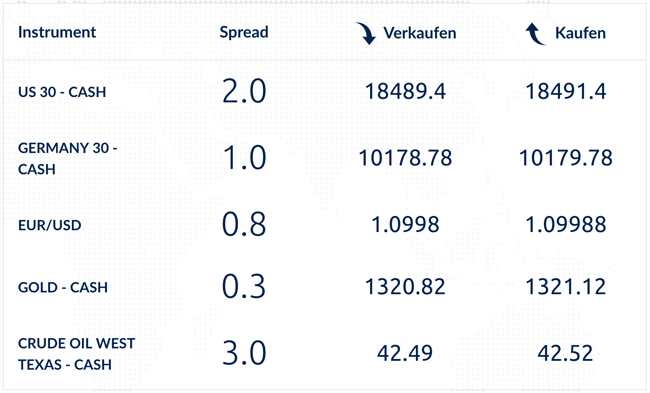 Instrument Spread Verkaufen Kaufen
US 30 - CASH 2.0 18489.4 18491.4
GERMANY 30 -
CASH 1.0 10178.78 10179.78
EUR/USD 0.8 1.0998 1.09988
GOLD - CASH 0.3 1320.82 1321.12
CRUDE OIL WEST
TEXAS - CASH 3.0 42.49 42.52